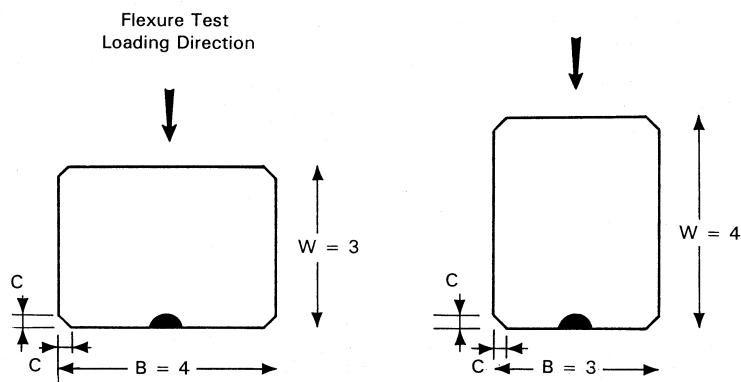 Flexure Test
Loading Direction
W = 3
C
C
B = 4
W = 4
C
C
B = 3